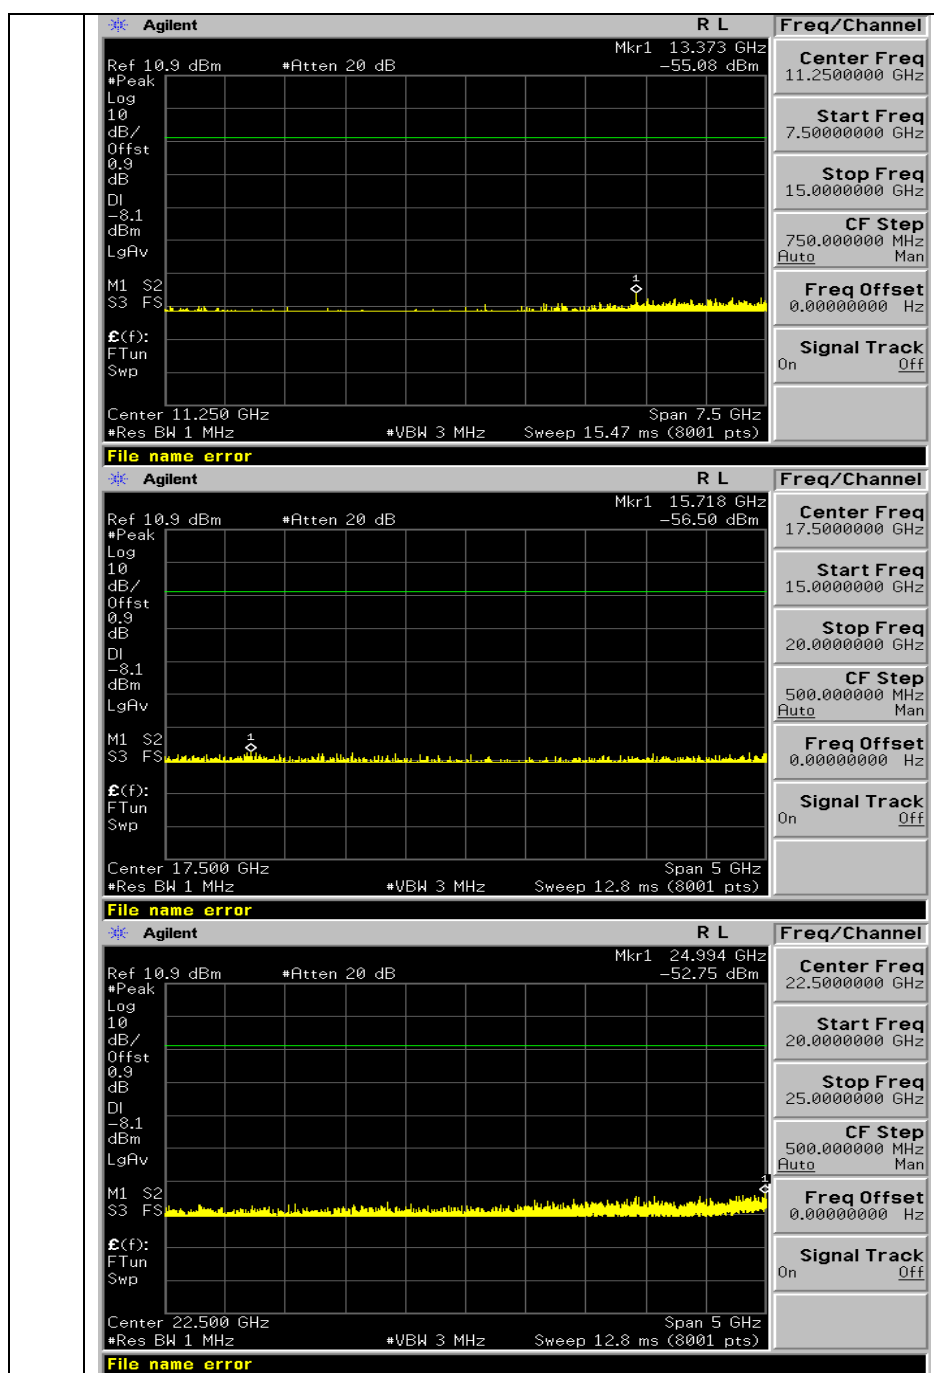 Agilent R L Freq/Channel
Mkr1 13.373 GHz
Ref 10.9 dBm #Atten 20 dB -55.08 dBm
#Peak
Log
10
dB/
Offst
0.9
dB
DI
-8.1
dBm
LgAv
M1 S2
S3 FS
£(f):
FTun
Swp
1
Center 11.250 GHz Span 7.5 GHz
#Res BW 1 MHz #VBW 3 MHz Sweep 15.47 ms (8001 pts)
File name error
Center Freq
11.2500000 GHz
Start Freq
7.50000000 GHz
Stop Freq
15.0000000 GHz
CF Step
750.000000 MHz
Auto Man
Freq Offset
0.00000000 Hz
Signal Track
On Off
Agilent R L Freq/Channel
Mkr1 15.718 GHz
Ref 10.9 dBm #Atten 20 dB -56.50 dBm
#Peak
Log
10
dB/
Offst
0.9
dB
DI
-8.1
dBm
LgAv
M1 S2
S3 FS
£(f):
FTun
Swp
1
Center 17.500 GHz Span 5 GHz
#Res BW 1 MHz #VBW 3 MHz Sweep 12.8 ms (8001 pts)
File name error
Center Freq
17.5000000 GHz
Start Freq
15.0000000 GHz
Stop Freq
20.0000000 GHz
CF Step
500.000000 MHz
Auto Man
Freq Offset
0.00000000 Hz
Signal Track
On Off
Agilent R L Freq/Channel
Mkr1 24.994 GHz
Ref 10.9 dBm #Atten 20 dB -52.75 dBm
#Peak
Log
10
dB/
Offst
0.9
dB
DI
-8.1
dBm
LgAv
M1 S2
S3 FS
£(f):
FTun
Swp
1
Center 22.500 GHz Span 5 GHz
#Res BW 1 MHz #VBW 3 MHz Sweep 12.8 ms (8001 pts)
File name error
Center Freq
22.5000000 GHz
Start Freq
20.0000000 GHz
Stop Freq
25.0000000 GHz
CF Step
500.000000 MHz
Auto Man
Freq Offset
0.00000000 Hz
Signal Track
On Off